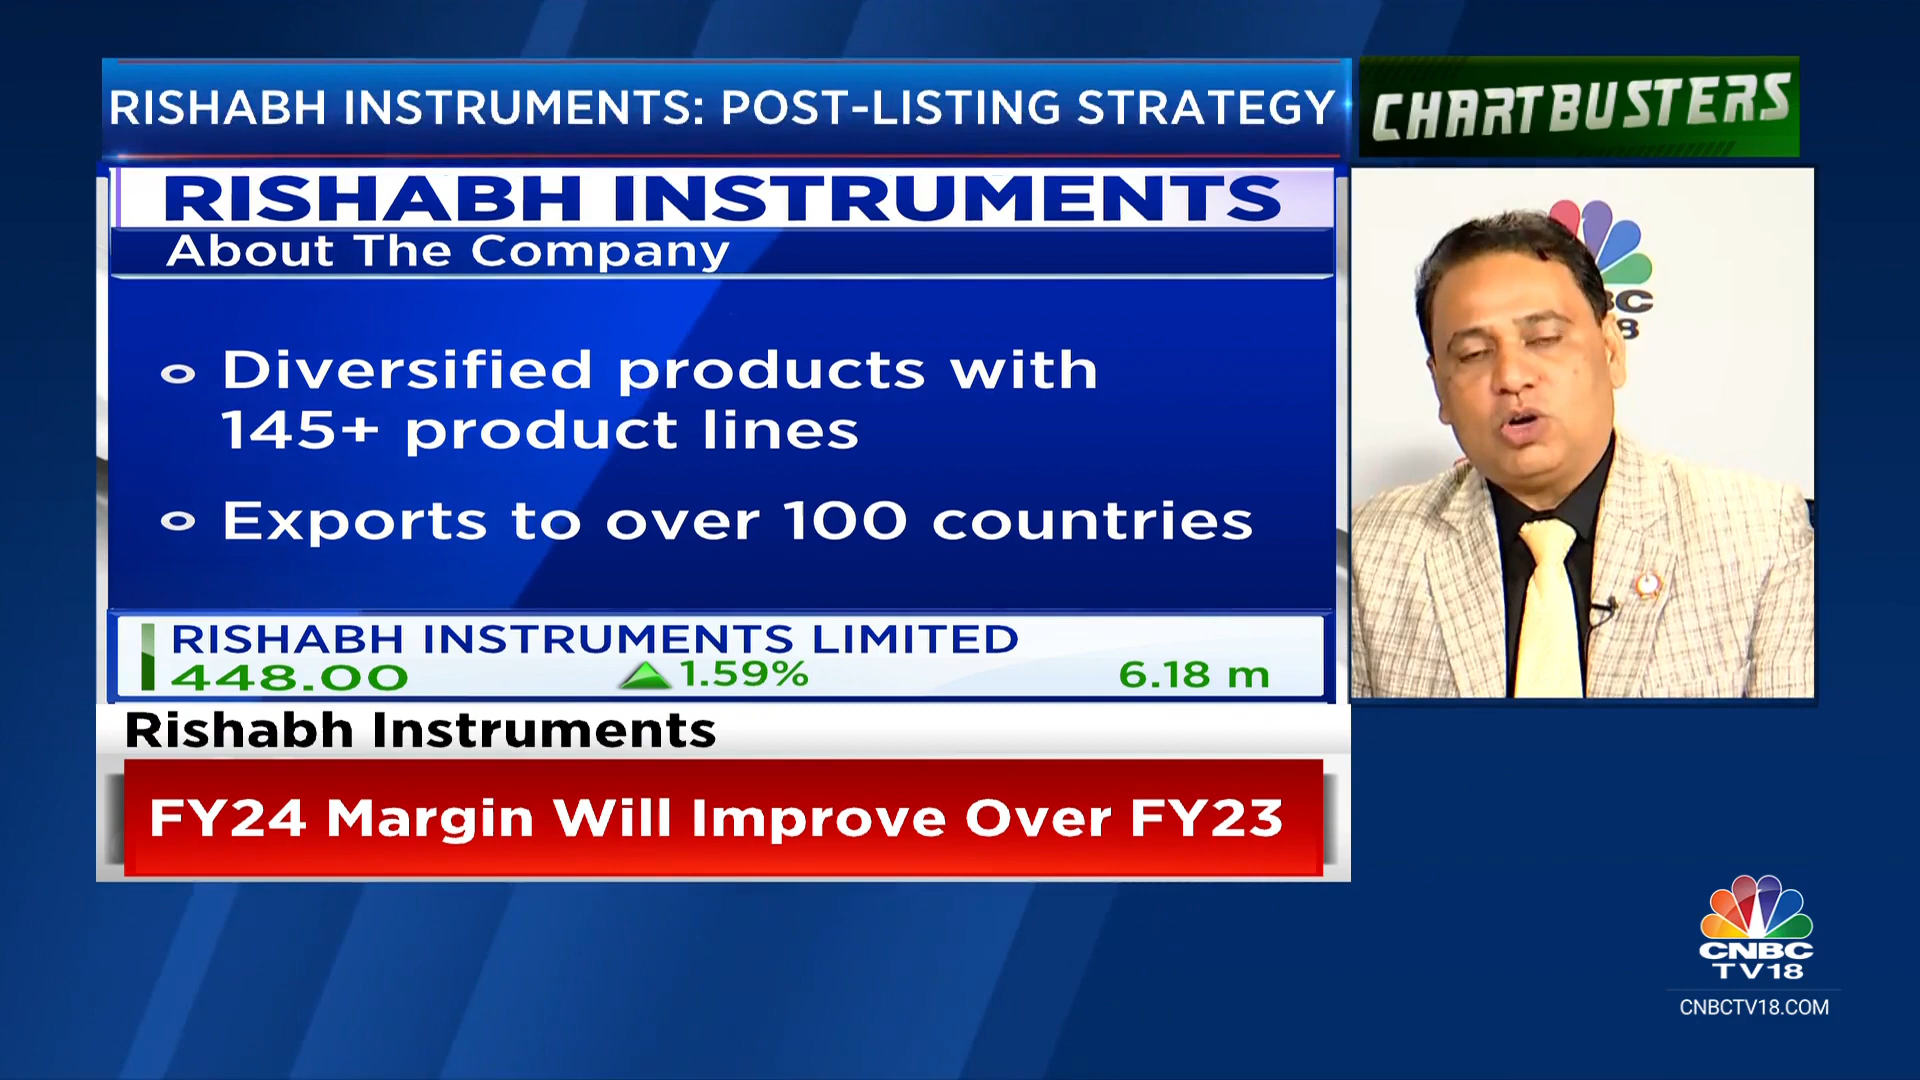 RISHABH INSTRUMENTS: POST-LISTING STRATEGY
CHARTBUSTERS
RISHABH INSTRUMENTS
About The Company
Diversified products with
145+ product lines
Exports to over 100 countries
RISHABH INSTRUMENTS LIMITED
448.00 1.59% 6.18 m
Rishabh Instruments
FY24 Margin Will Improve Over FY23
BC
8
CNBC
TV18
CNBCTV18.COM